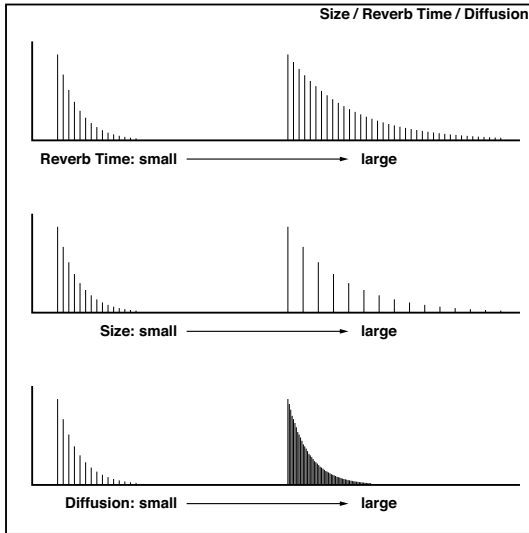 Size / Reverb Time / Diffusion
Reverb Time: small large
Size: small large
Diffusion: small large